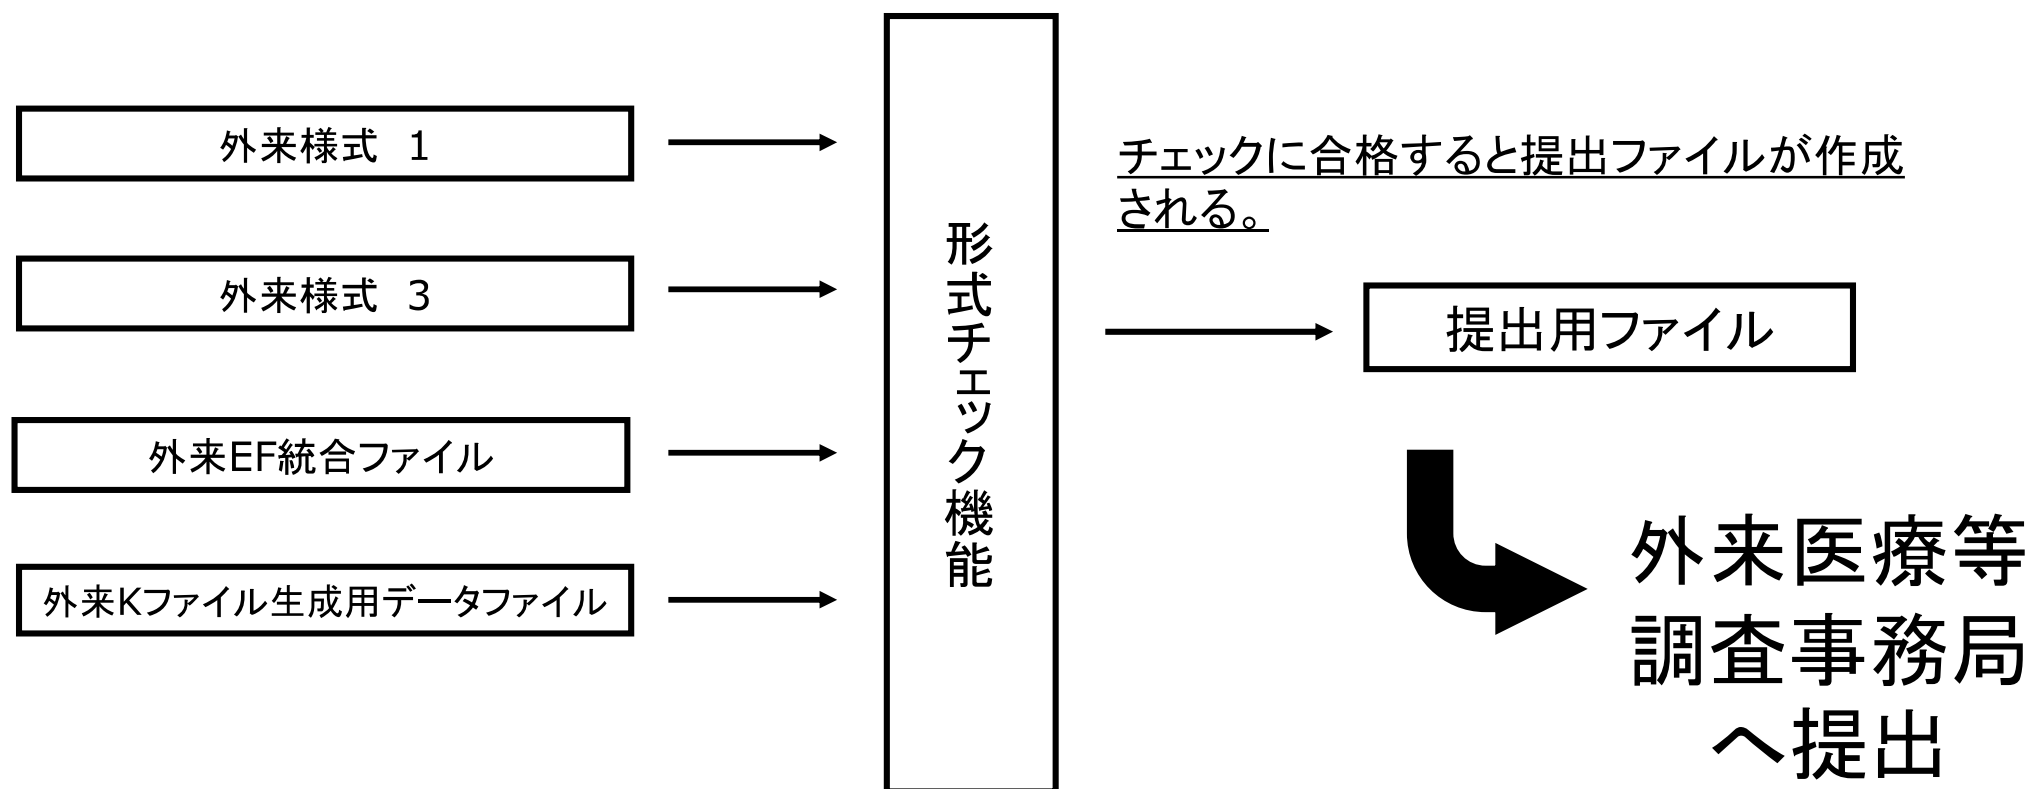 外来様式　1
外来様式　3
外来EF統合ファイル
外来Kファイル生成用データファイル
形式チェック機能
チェックに合格すると提出ファイルが作成
される。
提出用ファイル
外来医療等
調査事務局
へ提出